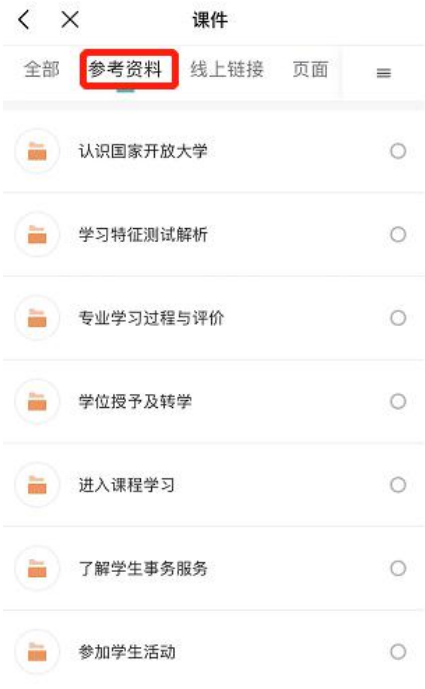 课件
全部 参考资料 线上链接 页面
认识国家开放大学
学习特征测试解析
专业学习过程与评价
学位授予及转学
进入课程学习
了解学生事务服务
参加学生活动